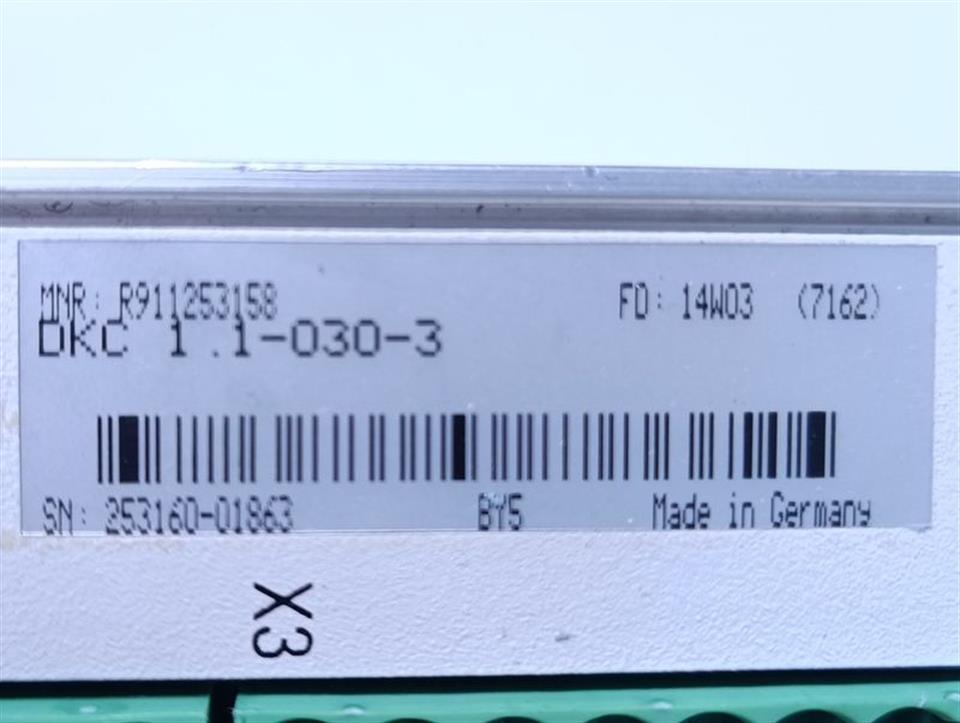 MNR: R911253158 FD: 14W03 (7162)
DKC 1.1-030-3
SN: 253160-01863 BY5 Made in Germany
X3